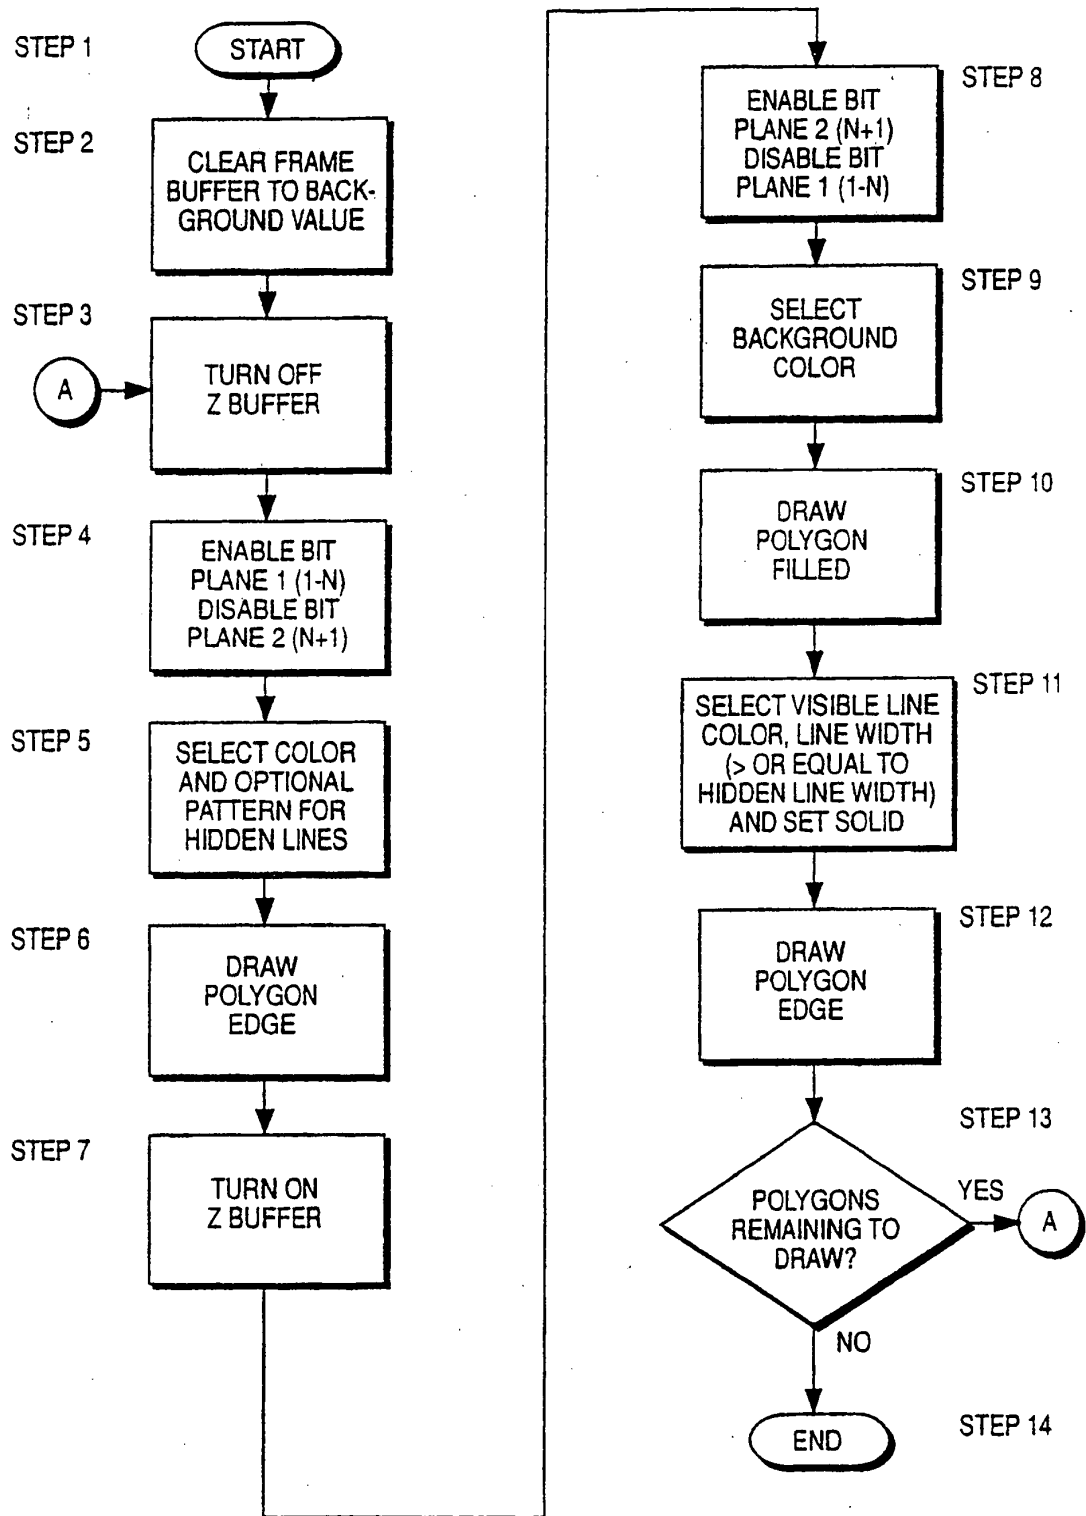 STEP 1
START
STEP 2
CLEAR FRAME
BUFFER TO BACK-
GROUND VALUE
STEP 3
A
TURN OFF
Z BUFFER
STEP 4
ENABLE BIT
PLANE 1 (1-N)
DISABLE BIT
PLANE 2 (N+1)
STEP 5
SELECT COLOR
AND OPTIONAL
PATTERN FOR
HIDDEN LINES
STEP 6
DRAW
POLYGON
EDGE
STEP 7
TURN ON
Z BUFFER
STEP 8
ENABLE BIT
PLANE 2 (N+1)
DISABLE BIT
PLANE 1 (1-N)
STEP 9
SELECT
BACKGROUND
COLOR
STEP 10
DRAW
POLYGON
FILLED
STEP 11
SELECT VISIBLE LINE
COLOR, LINE WIDTH
(> OR EQUAL TO
HIDDEN LINE WIDTH)
AND SET SOLID
STEP 12
DRAW
POLYGON
EDGE
STEP 13
POLYGONS
REMAINING TO
DRAW?
YES
A
NO
STEP 14
END